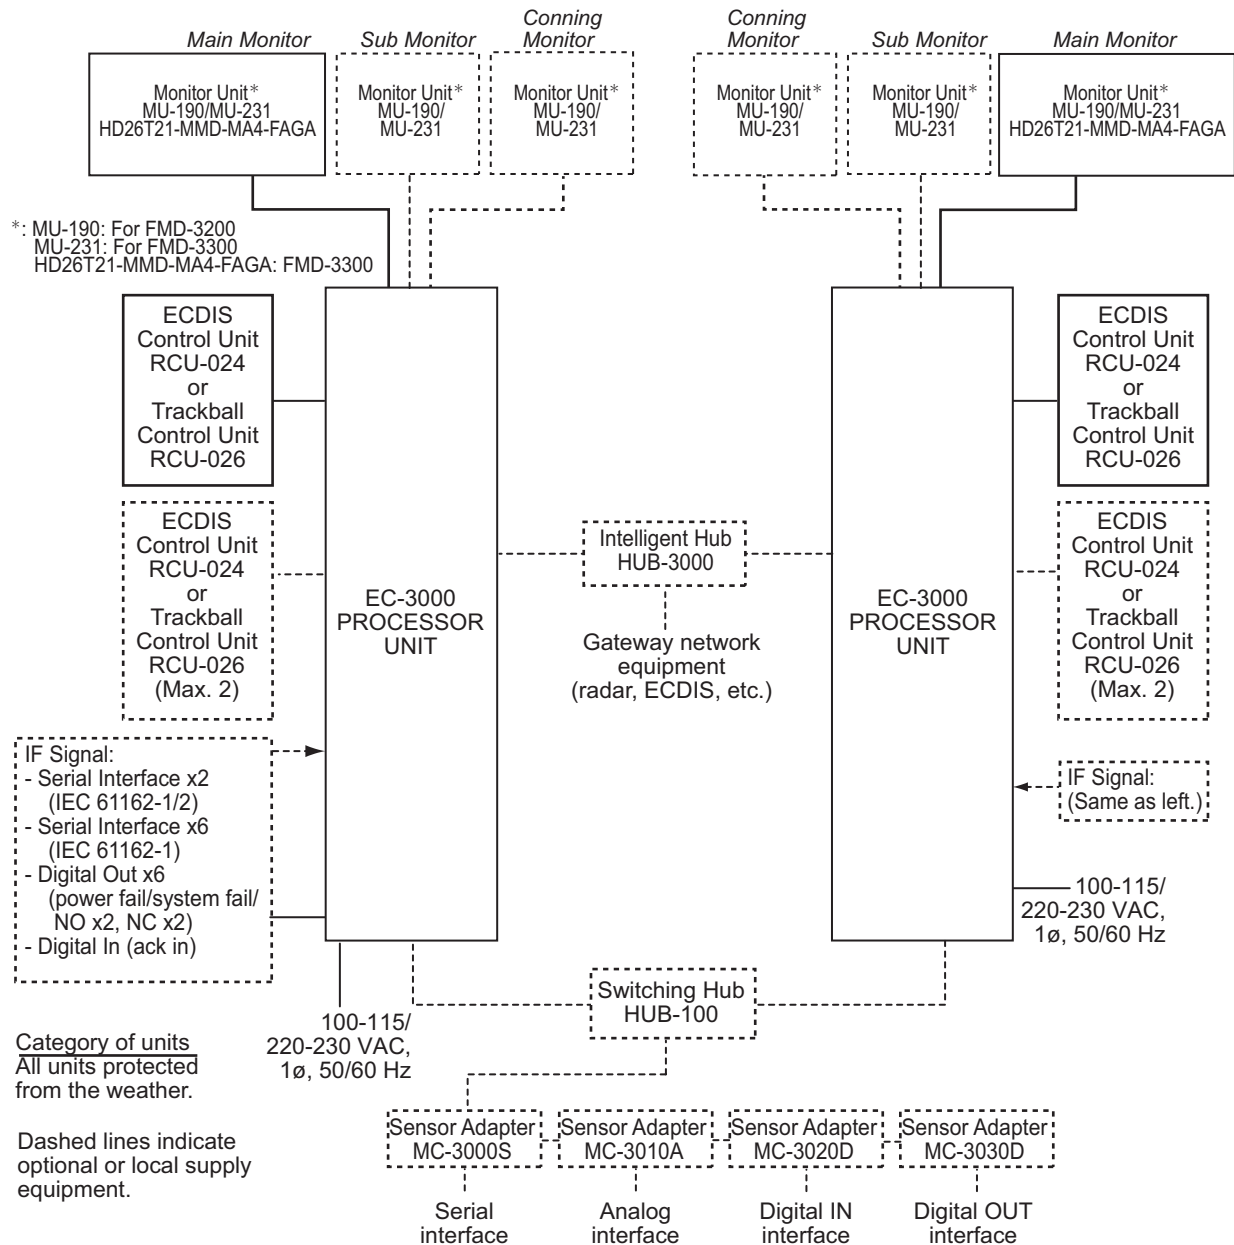 Main Monitor
Sub Monitor
Conning
Monitor
Conning
Monitor
Sub Monitor
Main Monitor
Monitor Unit*
MU-190/MU-231
HD26T21-MMD-MA4-FAGA
Monitor Unit*
MU-190/
MU-231
Monitor Unit*
MU-190/
MU-231
Monitor Unit*
MU-190/
MU-231
Monitor Unit*
MU-190/
MU-231
Monitor Unit*
MU-190/MU-231
HD26T21-MMD-MA4-FAGA
*: MU-190: For FMD-3200
MU-231: For FMD-3300
HD26T21-MMD-MA4-FAGA: FMD-3300
ECDIS
Control Unit
RCU-024
or
Trackball
Control Unit
RCU-026
ECDIS
Control Unit
RCU-024
or
Trackball
Control Unit
RCU-026
(Max. 2)
EC-3000
PROCESSOR
UNIT
Intelligent Hub
HUB-3000
Gateway network
equipment
(radar, ECDIS, etc.)
EC-3000
PROCESSOR
UNIT
ECDIS
Control Unit
RCU-024
or
Trackball
Control Unit
RCU-026
ECDIS
Control Unit
RCU-024
or
Trackball
Control Unit
RCU-026
(Max. 2)
IF Signal:
- Serial Interface x2
(IEC 61162-1/2)
- Serial Interface x6
(IEC 61162-1)
- Digital Out x6
(power fail/system fail/
NO x2, NC x2)
- Digital In (ack in)
IF Signal:
(Same as left.)
100-115/
220-230 VAC,
1ø, 50/60 Hz
100-115/
220-230 VAC,
1ø, 50/60 Hz
Switching Hub
HUB-100
Category of units
All units protected
from the weather.
Dashed lines indicate
optional or local supply
equipment.
Sensor Adapter
MC-3000S
Sensor Adapter
MC-3010A
Sensor Adapter
MC-3020D
Sensor Adapter
MC-3030D
Serial
interface
Analog
interface
Digital IN
interface
Digital OUT
interface